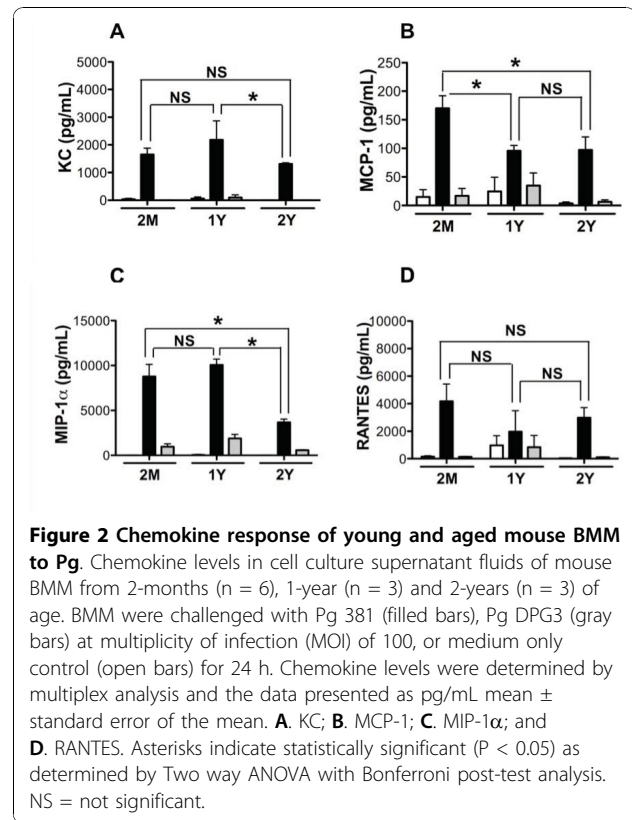 A
KC (pg/mL)
5000
4000
3000
2000
1000
0
NS
NS
*
2M
1Y
2Y
B
MCP-1 (pg/mL)
250
200
150
100
50
0
*
*
NS
2M
1Y
2Y
C
MIP-1α (pg/mL)
15000
10000
5000
0
*
NS
*
2M
1Y
2Y
D
RANTES (pg/mL)
10000
8000
6000
4000
2000
0
NS
NS
NS
2M
1Y
2Y
Figure 2 Chemokine response of young and aged mouse BMM
to Pg. Chemokine levels in cell culture supernatant fluids of mouse
BMM from 2-months (n = 6), 1-year (n = 3) and 2-years (n = 3) of
age. BMM were challenged with Pg 381 (filled bars), Pg DPG3 (gray
bars) at multiplicity of infection (MOI) of 100, or medium only
control (open bars) for 24 h. Chemokine levels were determined by
multiplex analysis and the data presented as pg/mL mean ±
standard error of the mean. A. KC; B. MCP-1; C. MIP-1α; and
D. RANTES. Asterisks indicate statistically significant (P < 0.05) as
determined by Two way ANOVA with Bonferroni post-test analysis.
NS = not significant.